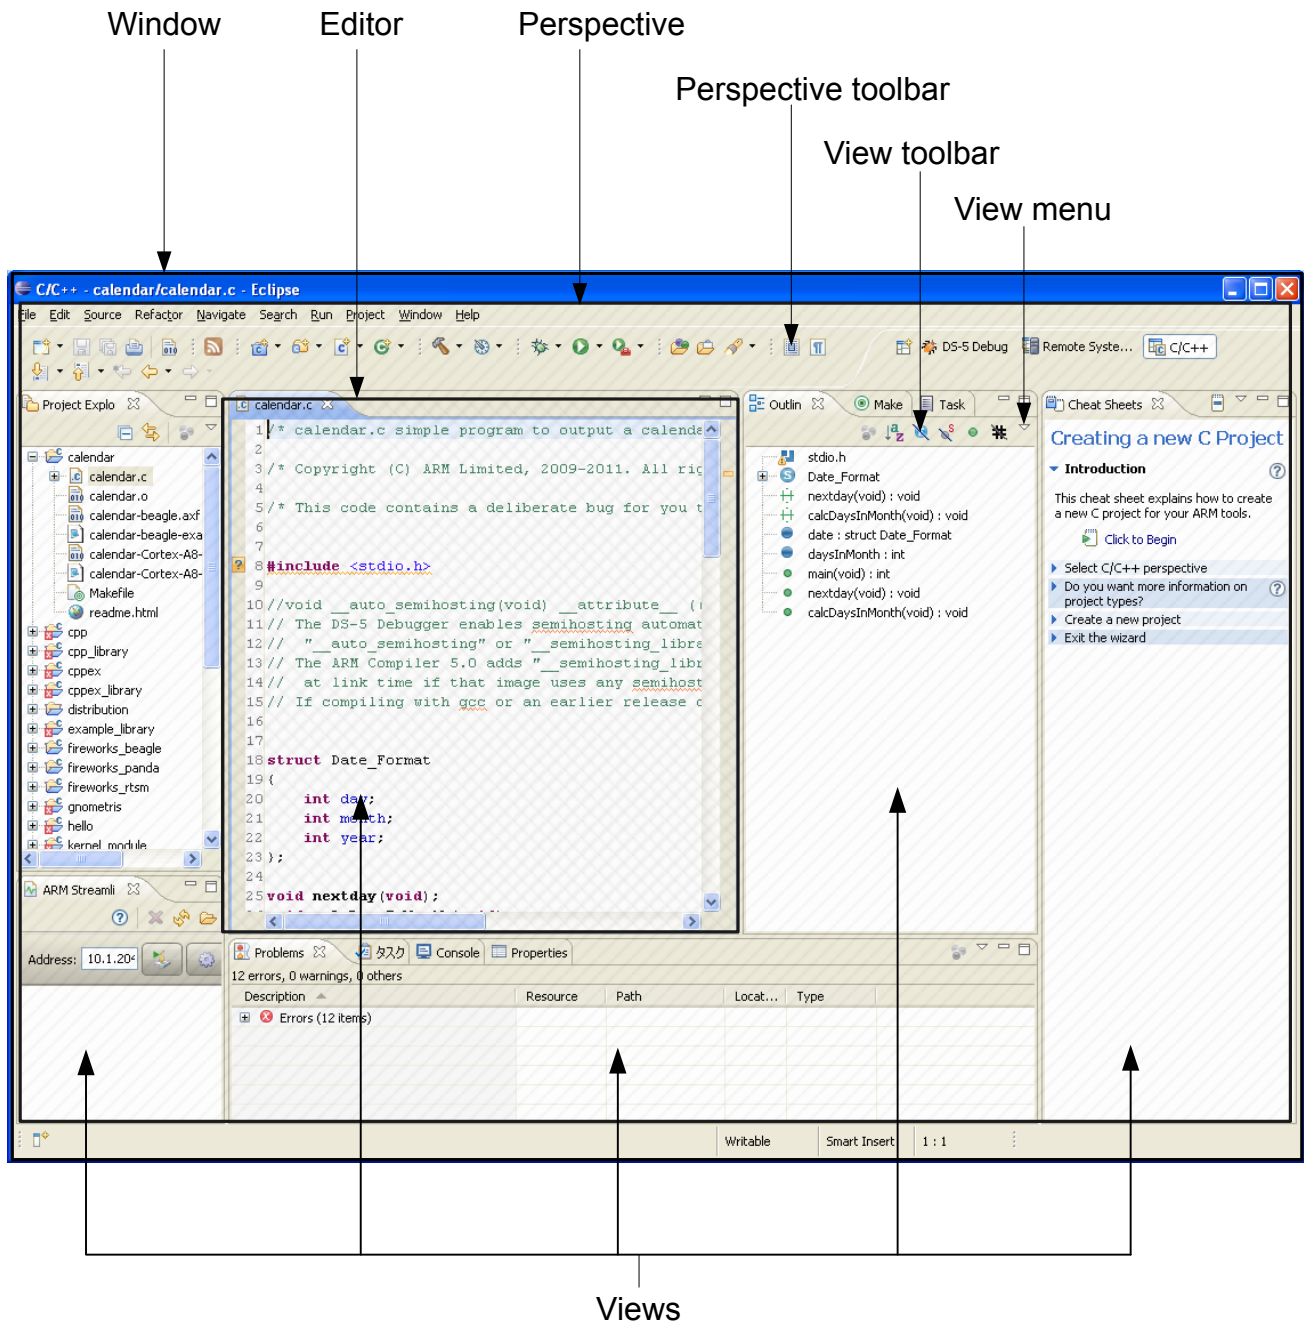 Window
Editor
Perspective
Perspective toolbar
View toolbar
View menu
C/C++ - calendar/calendar.c - Eclipse
File Edit Source Refactor Navigate Search Run Project Window Help
DS-5 Debug Remote Syste... C/C++
Project Explo
calendar
calendar.c
calendar.o
calendar-beagle.axf
calendar-beagle-exa
calendar-Cortex-A8-
calendar-Cortex-A8-
Makefile
readme.html
cpp
cpp_library
cppex
cppex_library
distribution
example_library
fireworks_beagle
fireworks_panda
fireworks_rtsm
gnometris
hello
kernel_module
ARM Streamli
Address: 10.1.204
calendar.c
1 /* calendar.c simple program to output a calenda
2
3 /* Copyright (C) ARM Limited, 2009-2011. All rig
4
5 /* This code contains a deliberate bug for you t
6
7
8 #include <stdio.h>
9
10 //void __auto_semihosting(void) __attribute__ ((
11 // The DS-5 Debugger enables semihosting automat
12 //  "__auto_semihosting" or "__semihosting_libra
13 // The ARM Compiler 5.0 adds "__semihosting_libr
14 //  at link time if that image uses any semihost
15 // If compiling with gcc or an earlier release o
16
17
18 struct Date_Format
19 {
20 int day;
21 int month;
22 int year;
23 };
24
25 void nextday(void);
Outlin Make Task
stdio.h
Date_Format
nextday(void) : void
calcDaysInMonth(void) : void
date : struct Date_Format
daysInMonth : int
main(void) : int
nextday(void) : void
calcDaysInMonth(void) : void
Cheat Sheets
Creating a new C Project
Introduction
This cheat sheet explains how to create
a new C project for your ARM tools.
Click to Begin
Select C/C++ perspective
Do you want more information on
project types?
Create a new project
Exit the wizard
Problems タスク Console Properties
12 errors, 0 warnings, 0 others
Description Resource Path Locat... Type
Errors (12 items)
Writable Smart Insert 1 : 1
Views